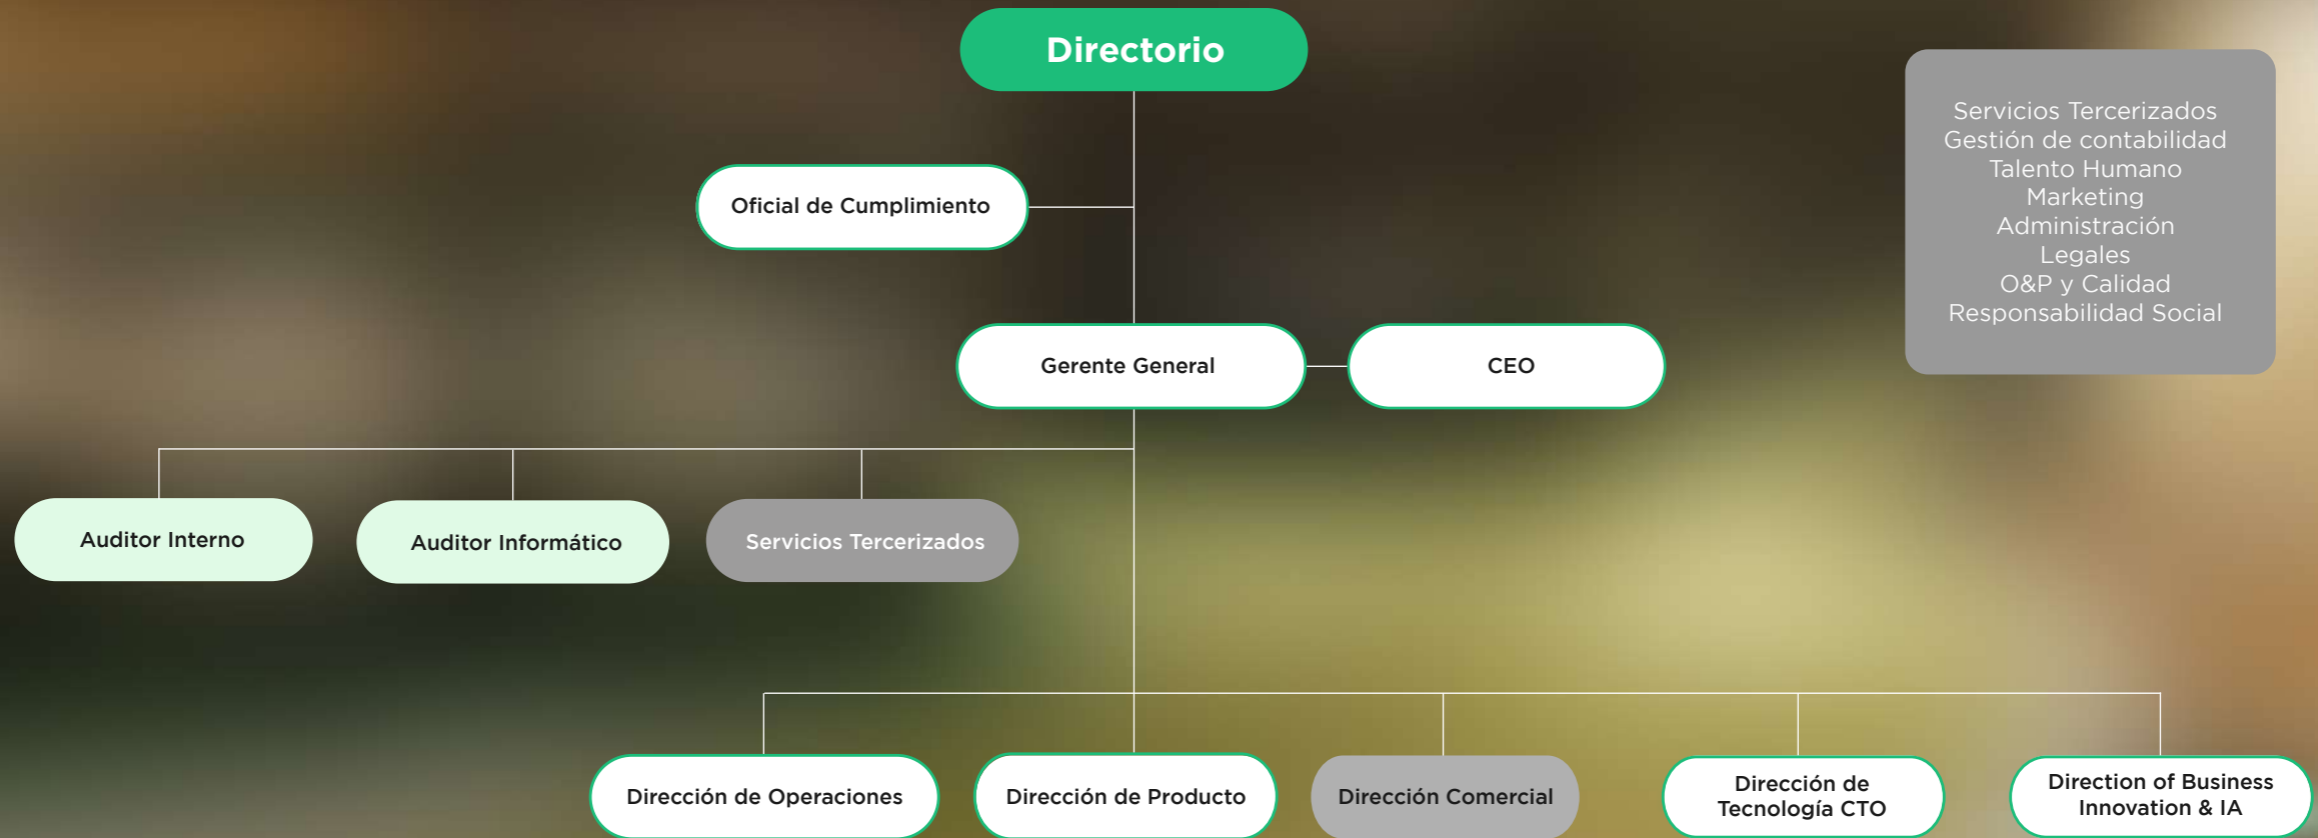 Directorio
Servicios Tercerizados
Gestión de contabilidad
Talento Humano
Marketing
Administración
Legales
O&P y Calidad
Responsabilidad Social
Oficial de Cumplimiento
Gerente General
CEO
Auditor Interno
Auditor Informático
Servicios Tercerizados
Dirección de Operaciones
Dirección de Producto
Dirección Comercial
Dirección de
Tecnología CTO
Direction of Business
Innovation & IA